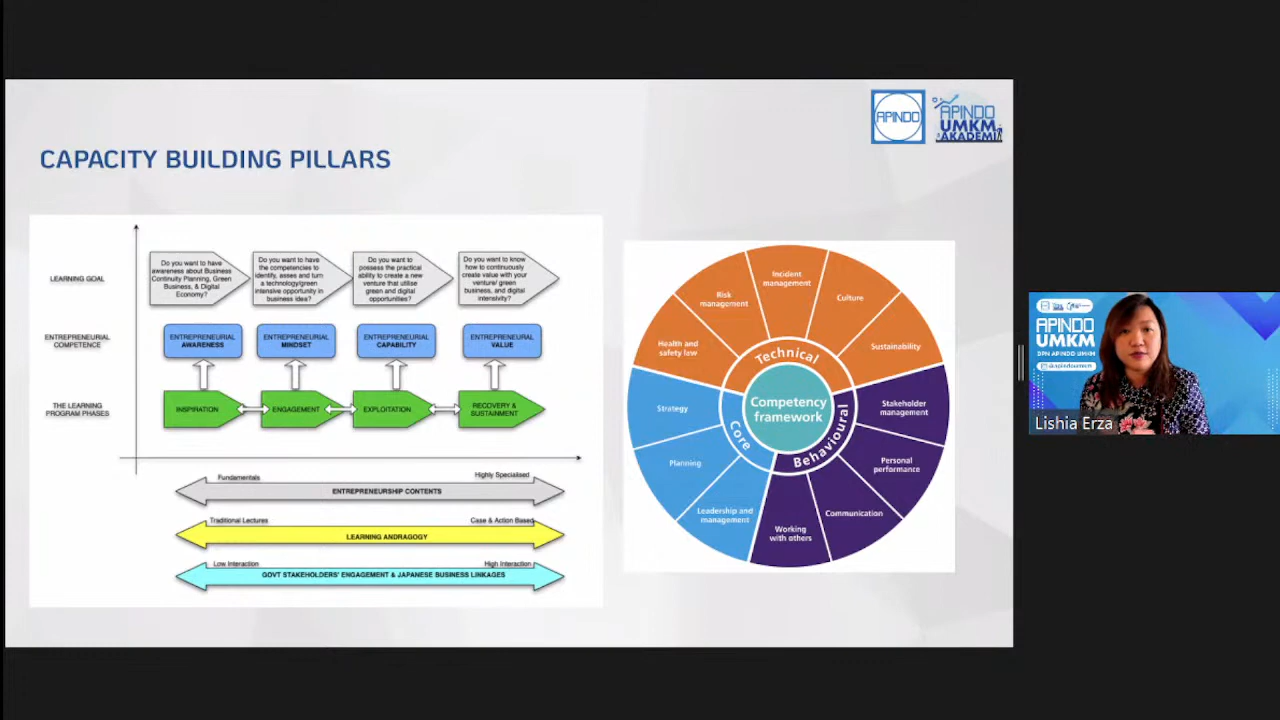 APINDO
APINDO
UMKM
AKADEMI
CAPACITY BUILDING PILLARS
LEARNING GOAL
Do you want to have
awareness about Business
Continuity Planning, Green
Business, & Digital
Economy?
Do you want to have
the competencies to
identify, asses and turn
a technology/green
intensive opportunity in
business idea?
Do you want to
possess the practical
ability to create a new
venture that utilise
green and digital
opportunities?
Do you want to know
how to continuously
create value with your
venture/ green
business, and digital
intensivity?
ENTREPRENEURIAL
COMPETENCE
ENTREPRENEURIAL
AWARENESS
ENTREPRENEURIAL
MINDSET
ENTREPRENEURIAL
CAPABILITY
ENTREPRENEURIAL
VALUE
THE LEARNING
PROGRAM PHASES
INSPIRATION
ENGAGEMENT
EXPLOITATION
RECOVERY &
SUSTAINMENT
Fundamentals
Highly Specialised
ENTREPRENEURSHIP CONTENTS
Traditional Lectures
Case & Action Based
LEARNING ANDRAGOGY
Low Interaction
High Interaction
GOVT STAKEHOLDERS' ENGAGEMENT & JAPANESE BUSINESS LINKAGES
Competency
framework
Technical
Health and
safety law
Risk
management
Incident
management
Culture
Sustainability
Behavioural
Stakeholder
management
Personal
performance
Communication
Working
with others
Core
Leadership and
management
Planning
Strategy
APINDO
UMKM
DPN APINDO UMKM
Lishia Erza